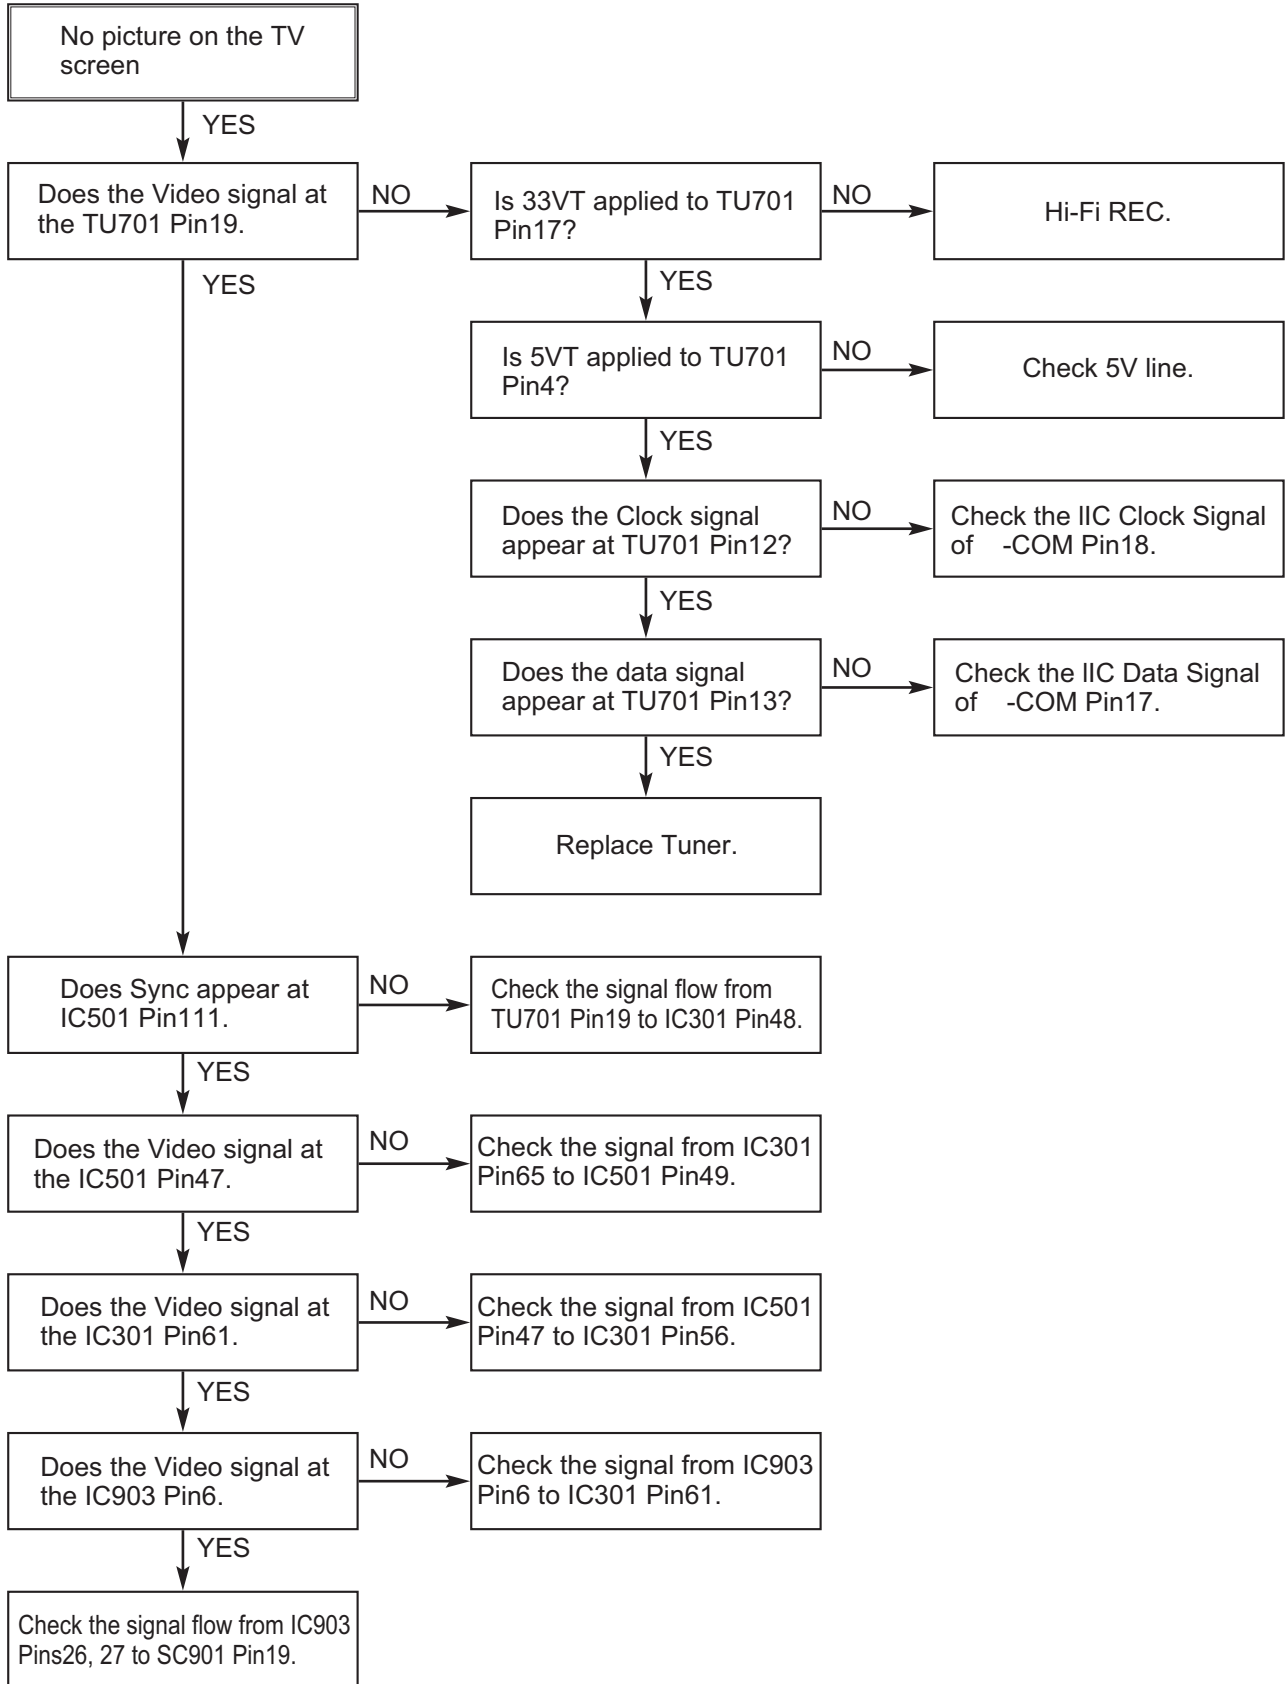 No picture on the TV
screen
YES
Does the Video signal at
the TU701 Pin19.
NO
Is 33VT applied to TU701
Pin17?
NO
Hi-Fi REC.
YES
YES
Is 5VT applied to TU701
Pin4?
NO
Check 5V line.
YES
Does the Clock signal
appear at TU701 Pin12?
NO
Check the IIC Clock Signal
of -COM Pin18.
YES
Does the data signal
appear at TU701 Pin13?
NO
Check the IIC Data Signal
of -COM Pin17.
YES
Replace Tuner.
Does Sync appear at
IC501 Pin111.
NO
Check the signal flow from
TU701 Pin19 to IC301 Pin48.
YES
Does the Video signal at
the IC501 Pin47.
NO
Check the signal from IC301
Pin65 to IC501 Pin49.
YES
Does the Video signal at
the IC301 Pin61.
NO
Check the signal from IC501
Pin47 to IC301 Pin56.
YES
Does the Video signal at
the IC903 Pin6.
NO
Check the signal from IC903
Pin6 to IC301 Pin61.
YES
Check the signal flow from IC903
Pins26, 27 to SC901 Pin19.